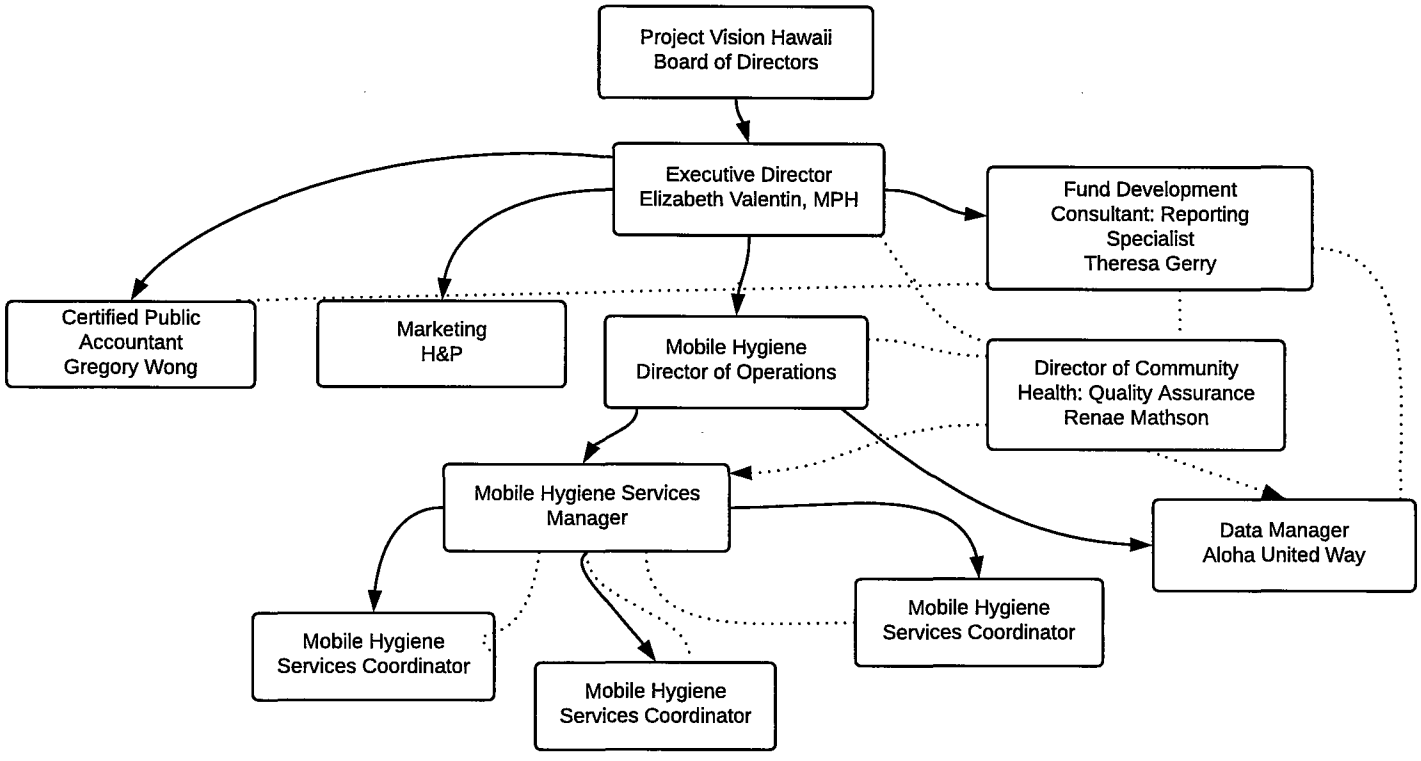 Project Vision Hawaii
Board of Directors
Executive Director
Elizabeth Valentin, MPH
Fund Development
Consultant: Reporting
Specialist
Theresa Gerry
Certified Public
Accountant
Gregory Wong
Marketing
H&P
Mobile Hygiene
Director of Operations
Director of Community
Health: Quality Assurance
Renae Mathson
Mobile Hygiene Services
Manager
Data Manager
Aloha United Way
Mobile Hygiene
Services Coordinator
Mobile Hygiene
Services Coordinator
Mobile Hygiene
Services Coordinator